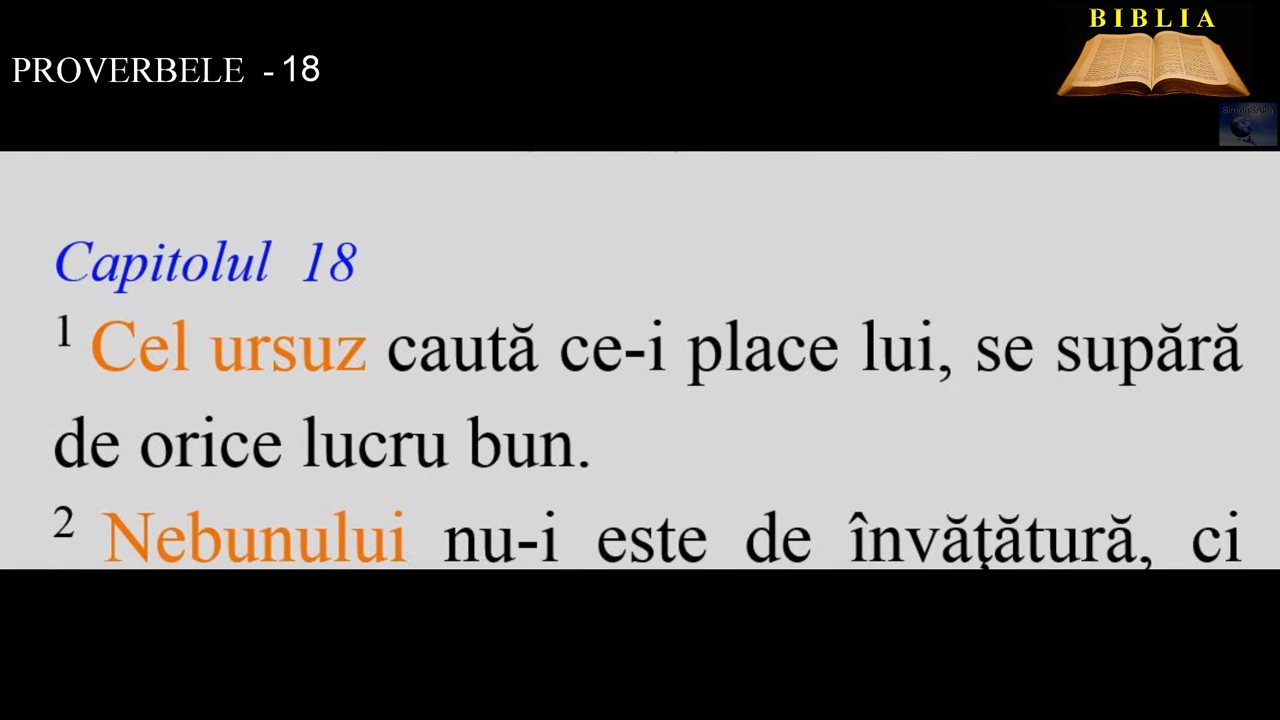 BIBLIA
PROVERBELE - 18
Capitolul 18
1 Cel ursuz caută ce-i place lui, se supără
de orice lucru bun.
2 Nebunului nu-i este de învăţătură, ci